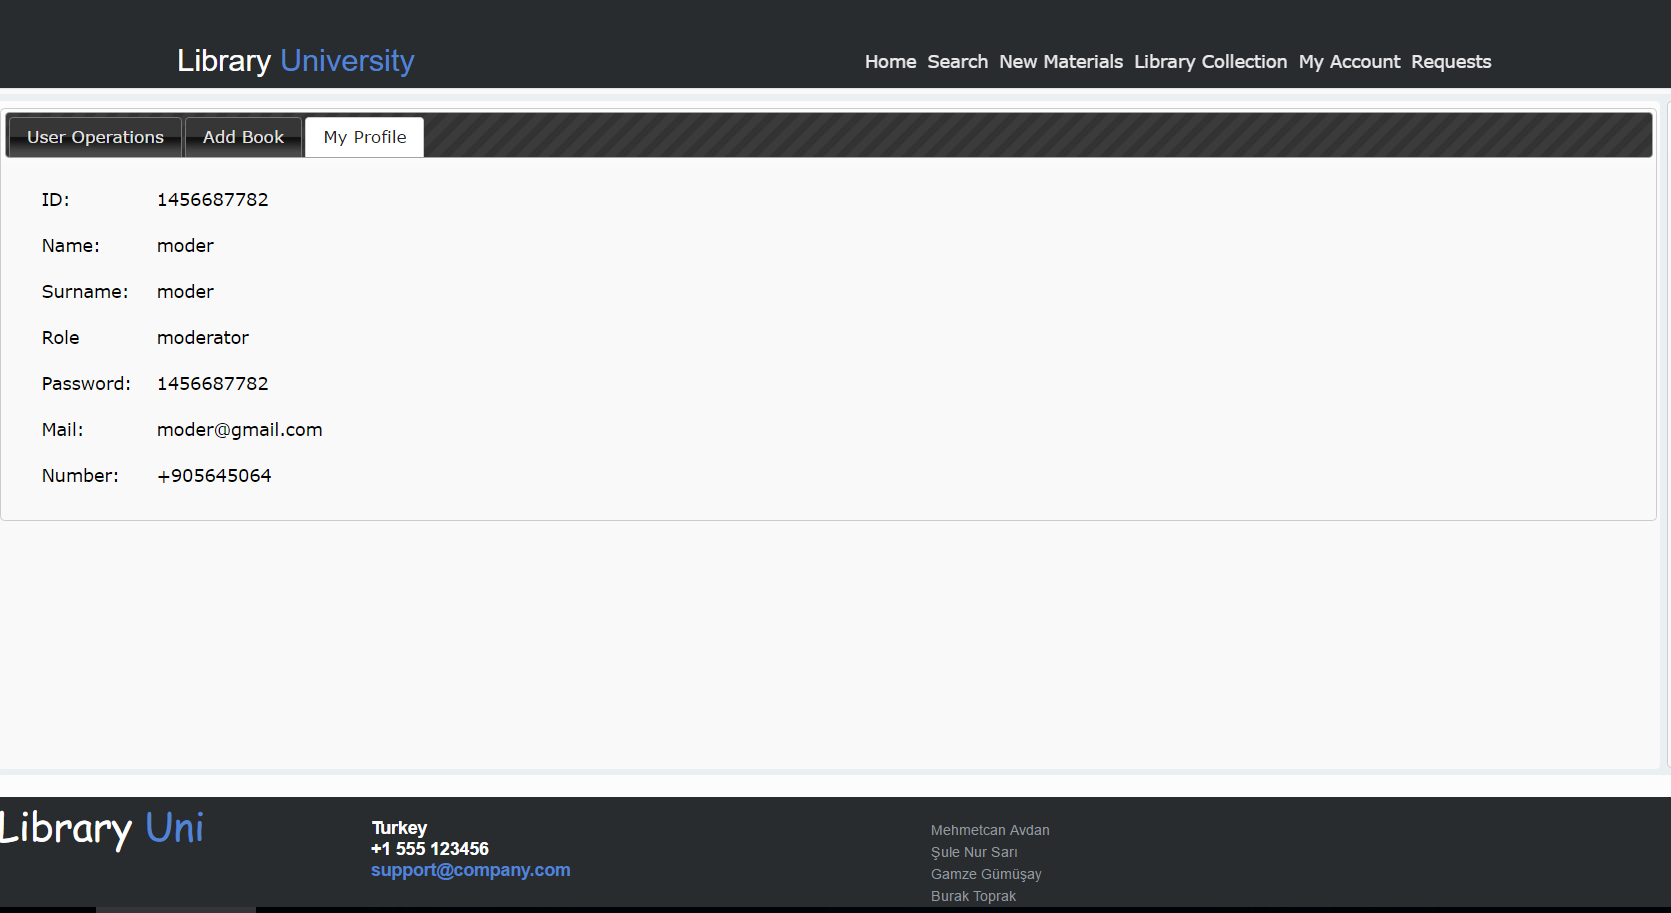 Library University
Home Search New Materials Library Collection My Account Requests
User Operations Add Book My Profile
ID: 1456687782
Name: moder
Surname: moder
Role moderator
Password: 1456687782
Mail: moder@gmail.com
Number: +905645064
Library Uni
Turkey
+1 555 123456
support@company.com
Mehmetcan Avdan
Şule Nur Sarı
Gamze Gümüşay
Burak Toprak